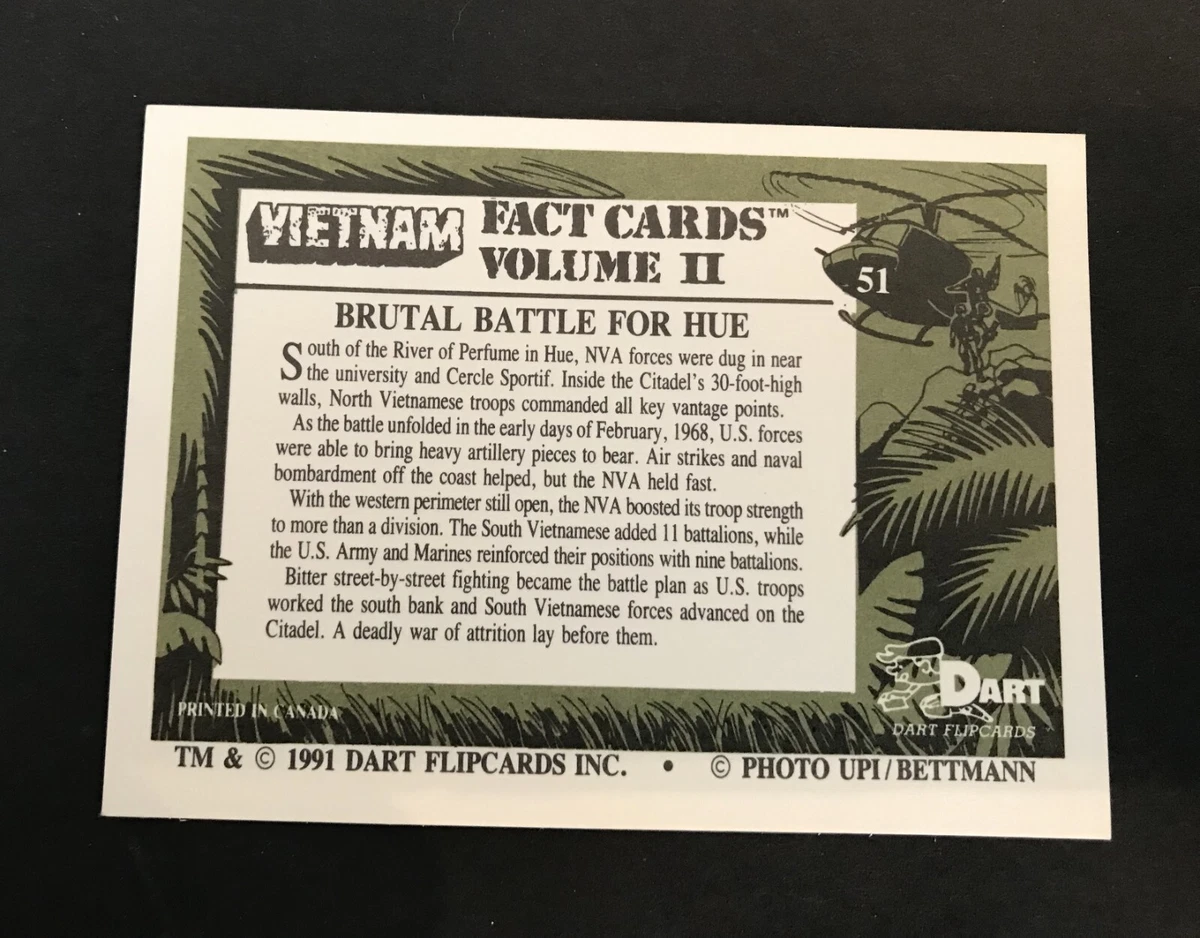 VIETNAM FACT CARDS™
VOLUME II
51
BRUTAL BATTLE FOR HUE
South of the River of Perfume in Hue, NVA forces were dug in near
the university and Cercle Sportif. Inside the Citadel's 30-foot-high
walls, North Vietnamese troops commanded all key vantage points.
As the battle unfolded in the early days of February, 1968, U.S. forces
were able to bring heavy artillery pieces to bear. Air strikes and naval
bombardment off the coast helped, but the NVA held fast.
With the western perimeter still open, the NVA boosted its troop strength
to more than a division. The South Vietnamese added 11 battalions, while
the U.S. Army and Marines reinforced their positions with nine battalions.
Bitter street-by-street fighting became the battle plan as U.S. troops
worked the south bank and South Vietnamese forces advanced on the
Citadel. A deadly war of attrition lay before them.
DART
DART FLIPCARDS
PRINTED IN CANADA
TM & © 1991 DART FLIPCARDS INC. • © PHOTO UPI/BETTMANN